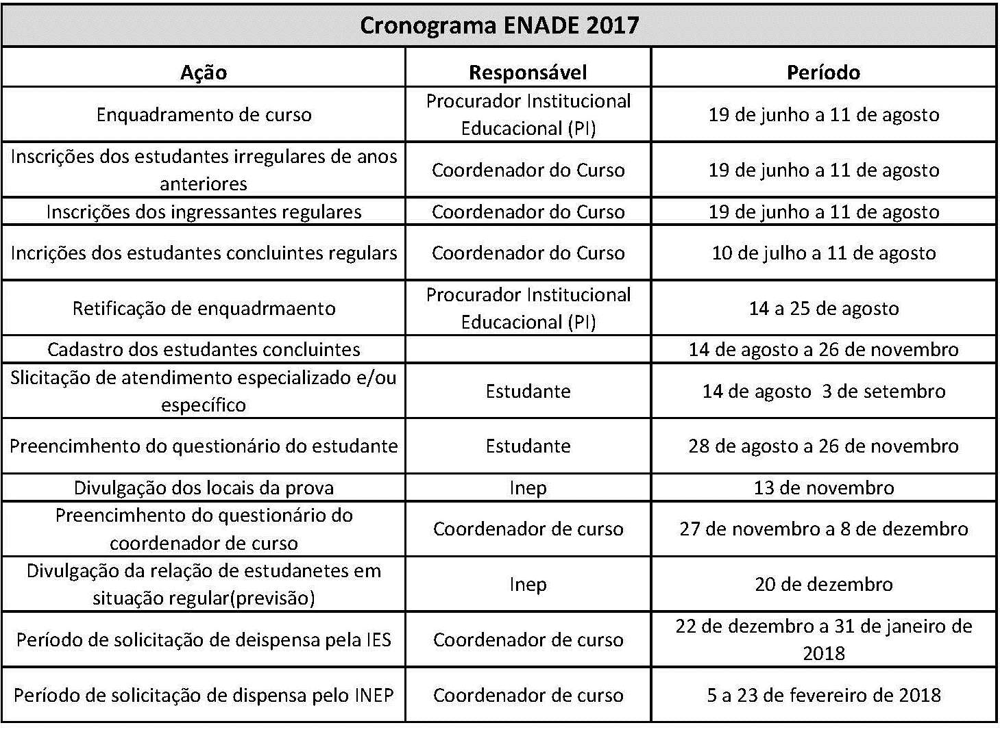 Cronograma ENADE 2017
Ação Responsável Período
Enquadramento de curso
Procurador Institucional
Educacional (PI)
19 de junho a 11 de agosto
Inscrições dos estudantes irregulares de anos
anteriores
Coordenador do Curso
19 de junho a 11 de agosto
Inscrições dos ingressantes regulares
Coordenador do Curso
19 de junho a 11 de agosto
Incrições dos estudantes concluintes regulars
Coordenador do Curso
10 de julho a 11 de agosto
Retificação de enquadrmaento
Procurador Institucional
Educacional (PI)
14 a 25 de agosto
Cadastro dos estudantes concluintes
14 de agosto a 26 de novembro
Slicitação de atendimento especializado e/ou
específico
Estudante
14 de agosto  3 de setembro
Preencimhento do questionário do estudante
Estudante
28 de agosto a 26 de novembro
Divulgação dos locais da prova
Inep
13 de novembro
Preencimhento do questionário do
coordenador de curso
Coordenador de curso
27 de novembro a 8 de dezembro
Divulgação da relação de estudanetes em
situação regular(previsão)
Inep
20 de dezembro
Período de solicitação de deispensa pela IES
Coordenador de curso
22 de dezembro a 31 de janeiro de
2018
Período de solicitação de dispensa pelo INEP
Coordenador de curso
5 a 23 de fevereiro de 2018